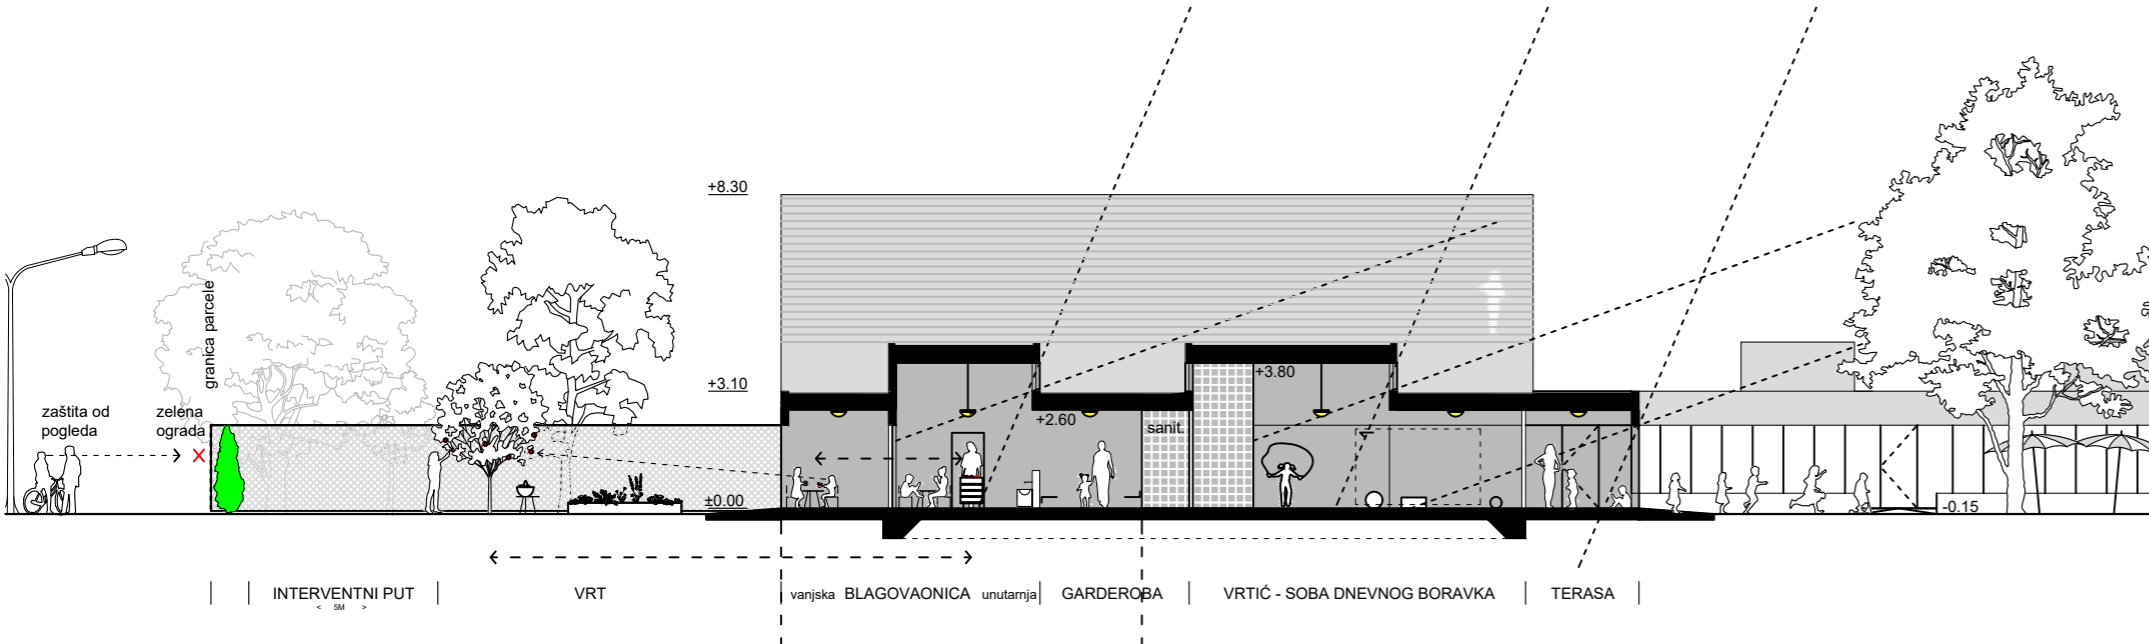 +8.30
granica parcele
+3.10
+3.80
zaštita od
pogleda
zelena
ograda
+2.60
sanit.
±0.00
-0.15
INTERVENTNI PUT
< 5M >
VRT
vanjska BLAGOVAONICA unutarnja
GARDEROBA
VRTIĆ - SOBA DNEVNOG BORAVKA
TERASA